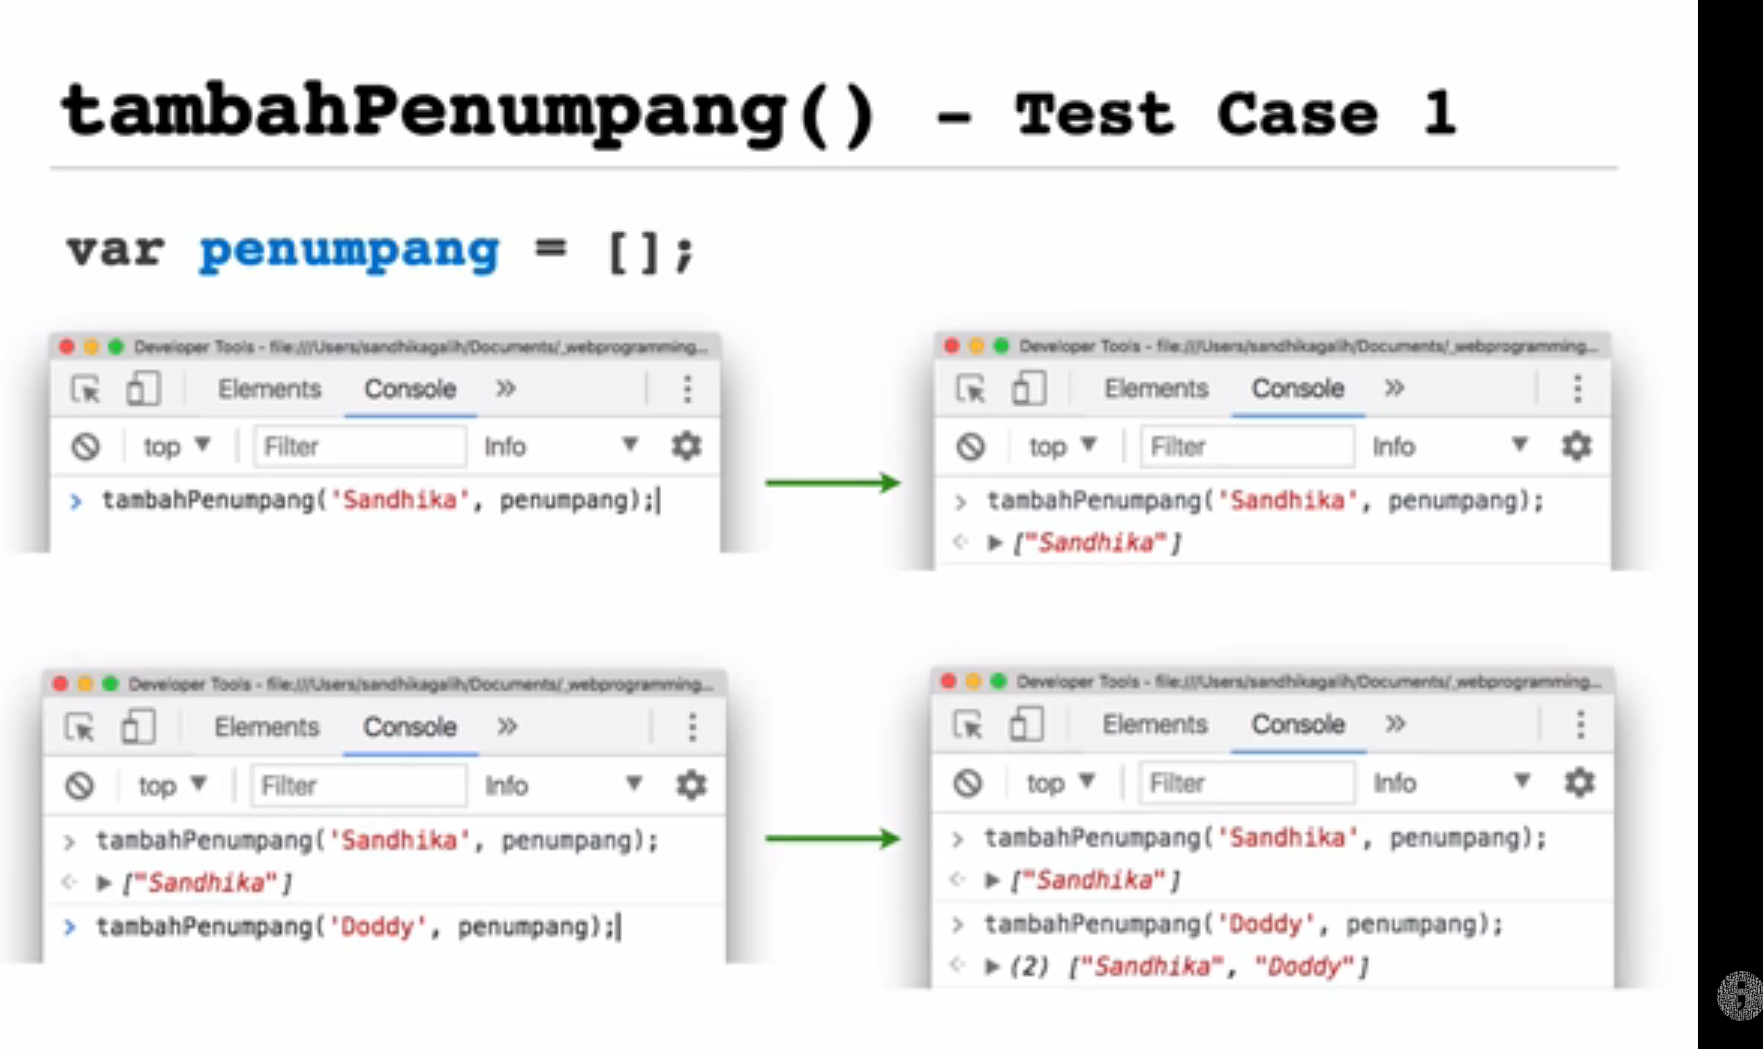 tambahPenumpang() - Test Case 1
var penumpang = [];
Developer Tools - file:///Users/sandhikagalih/Documents/_webprogramming...
Elements Console »
top ▼ Filter Info ▼
> tambahPenumpang('Sandhika', penumpang);
Developer Tools - file:///Users/sandhikagalih/Documents/_webprogramming...
Elements Console »
top ▼ Filter Info ▼
> tambahPenumpang('Sandhika', penumpang);
<· ▶ ["Sandhika"]
Developer Tools - file:///Users/sandhikagalih/Documents/_webprogramming...
Elements Console »
top ▼ Filter Info ▼
> tambahPenumpang('Sandhika', penumpang);
<· ▶ ["Sandhika"]
> tambahPenumpang('Doddy', penumpang);
Developer Tools - file:///Users/sandhikagalih/Documents/_webprogramming...
Elements Console »
top ▼ Filter Info ▼
> tambahPenumpang('Sandhika', penumpang);
<· ▶ ["Sandhika"]
> tambahPenumpang('Doddy', penumpang);
<· ▶ (2) ["Sandhika", "Doddy"]